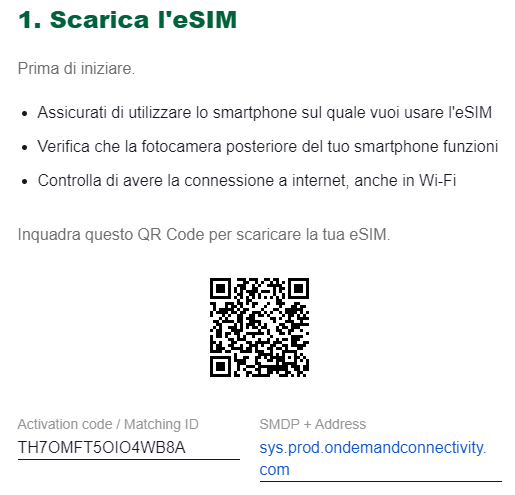 1. Scarica l'eSIM
Prima di iniziare.
• Assicurati di utilizzare lo smartphone sul quale vuoi usare l'eSIM
• Verifica che la fotocamera posteriore del tuo smartphone funzioni
• Controlla di avere la connessione a internet, anche in Wi-Fi
Inquadra questo QR Code per scaricare la tua eSIM.
Activation code / Matching ID
TH7OMFT5OIO4WB8A
SMDP + Address
sys.prod.ondemandconnectivity.
com